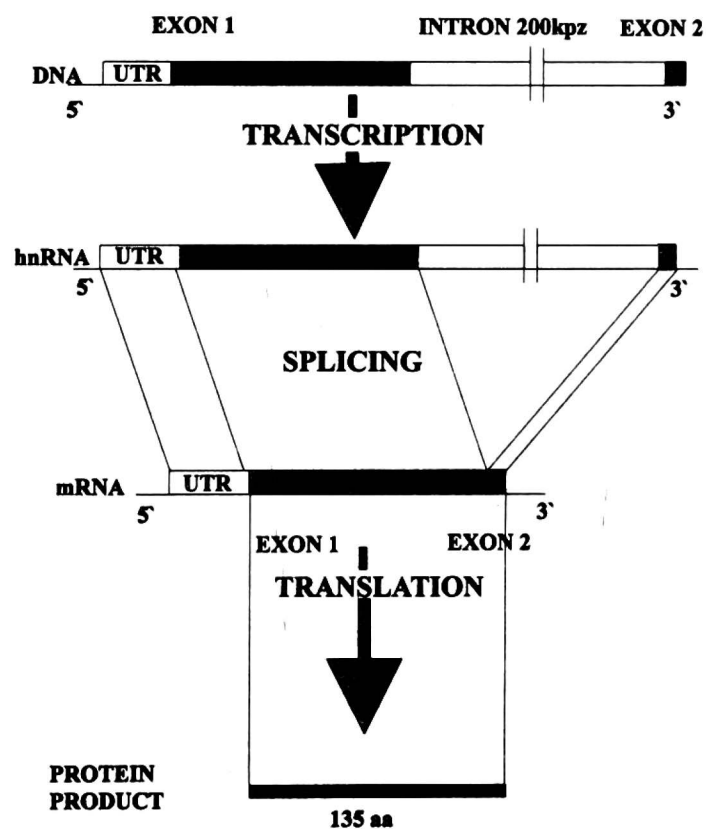 EXON 1 INTRON 200kpz EXON 2
DNA UTR
5` 3`
TRANSCRIPTION
hnRNA UTR
5` 3`
SPLICING
mRNA UTR
5` 3`
EXON 1 EXON 2
TRANSLATION
PROTEIN
PRODUCT
135 aa